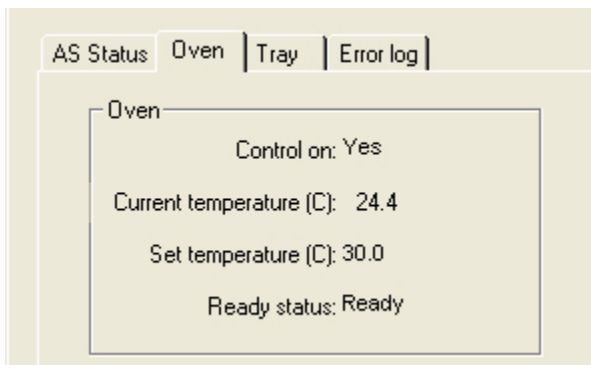 AS Status Oven Tray Error log
Oven
Control on: Yes
Current temperature (C): 24.4
Set temperature (C): 30.0
Ready status: Ready